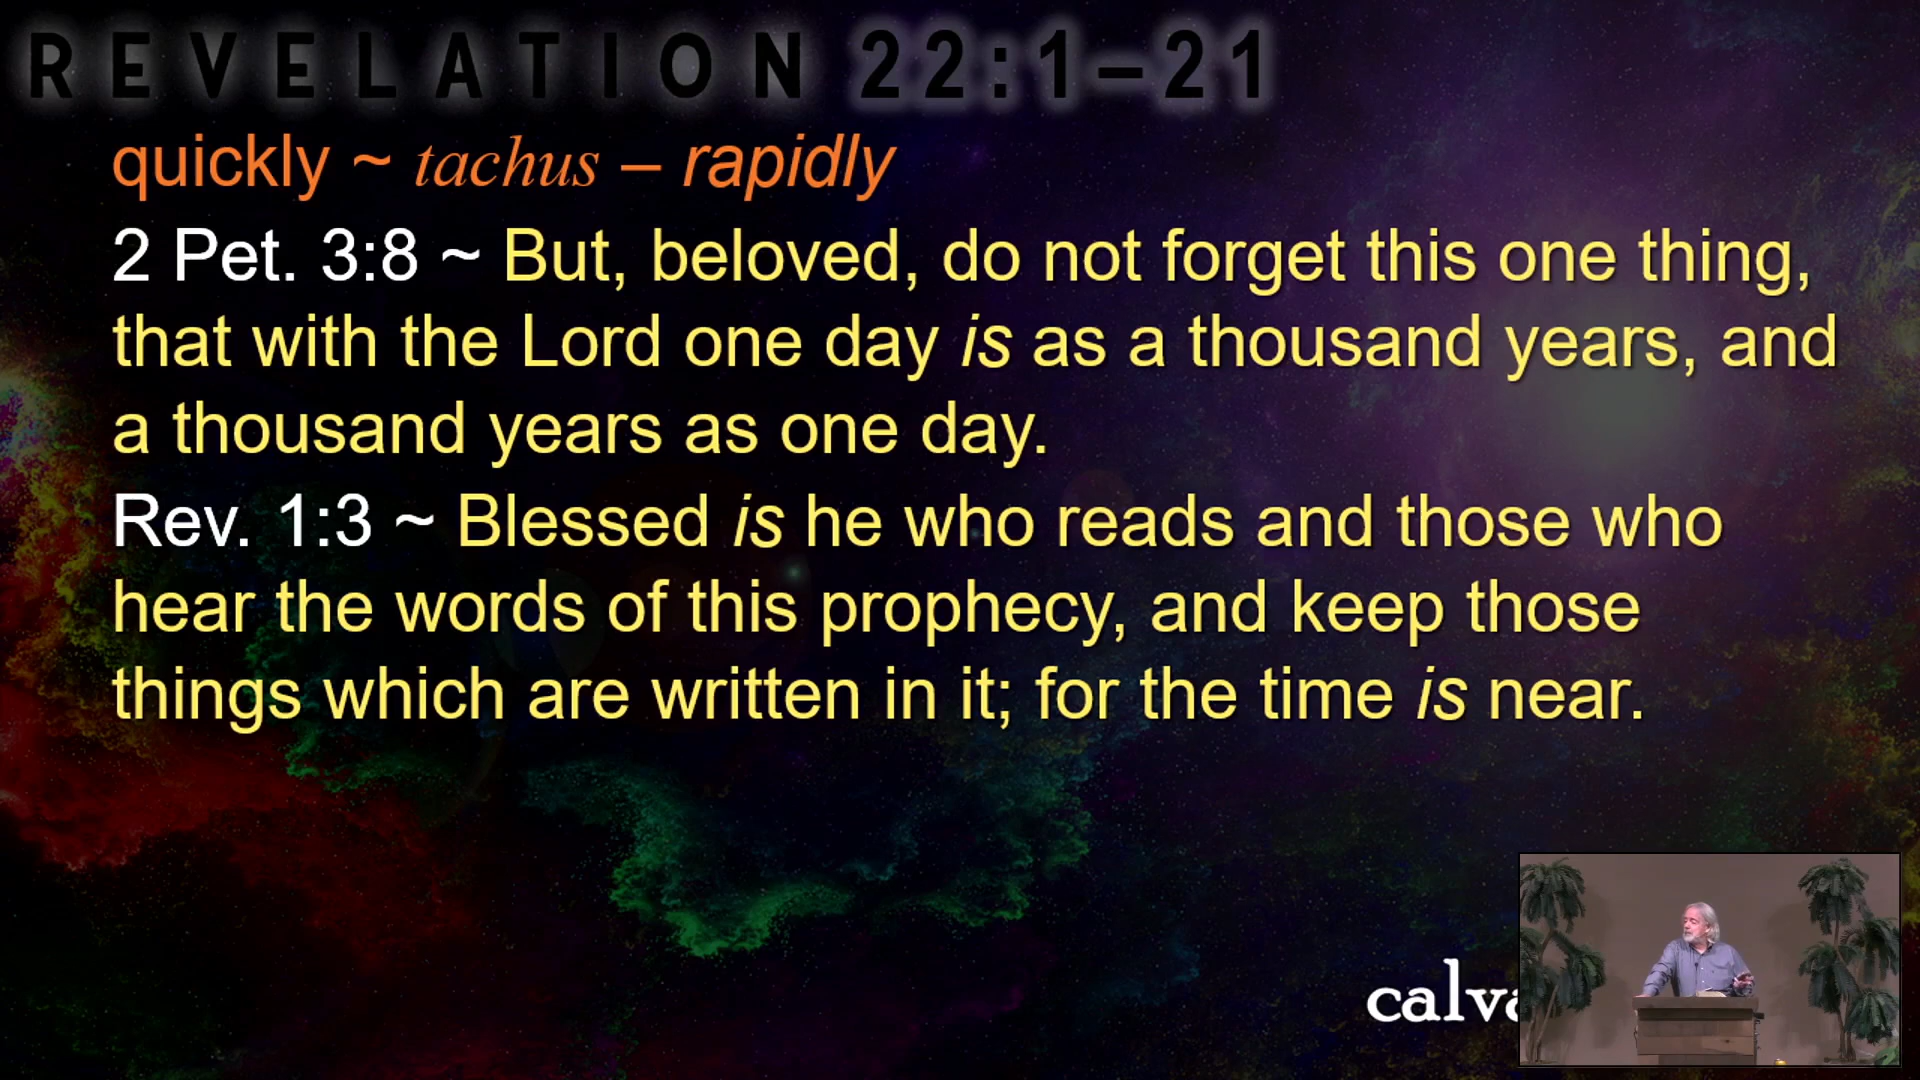 REVELATION 22:1–21
quickly ~ tachus – rapidly
2 Pet. 3:8 ~ But, beloved, do not forget this one thing,
that with the Lord one day is as a thousand years, and
a thousand years as one day.
Rev. 1:3 ~ Blessed is he who reads and those who
hear the words of this prophecy, and keep those
things which are written in it; for the time is near.